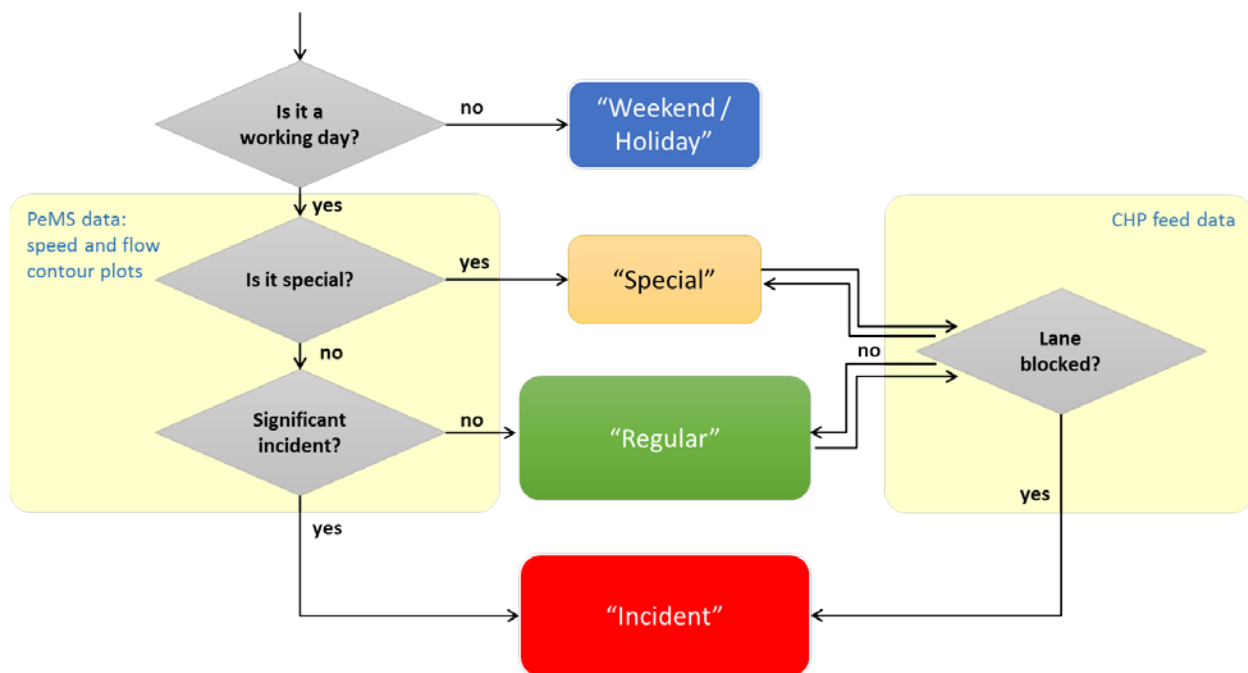 Is it a
working day?
no
“Weekend /
Holiday”
yes
PeMS data:
speed and flow
contour plots
Is it special?
yes
“Special”
CHP feed data
no
Lane
blocked?
no
Significant
incident?
no
“Regular”
yes
yes
“Incident”